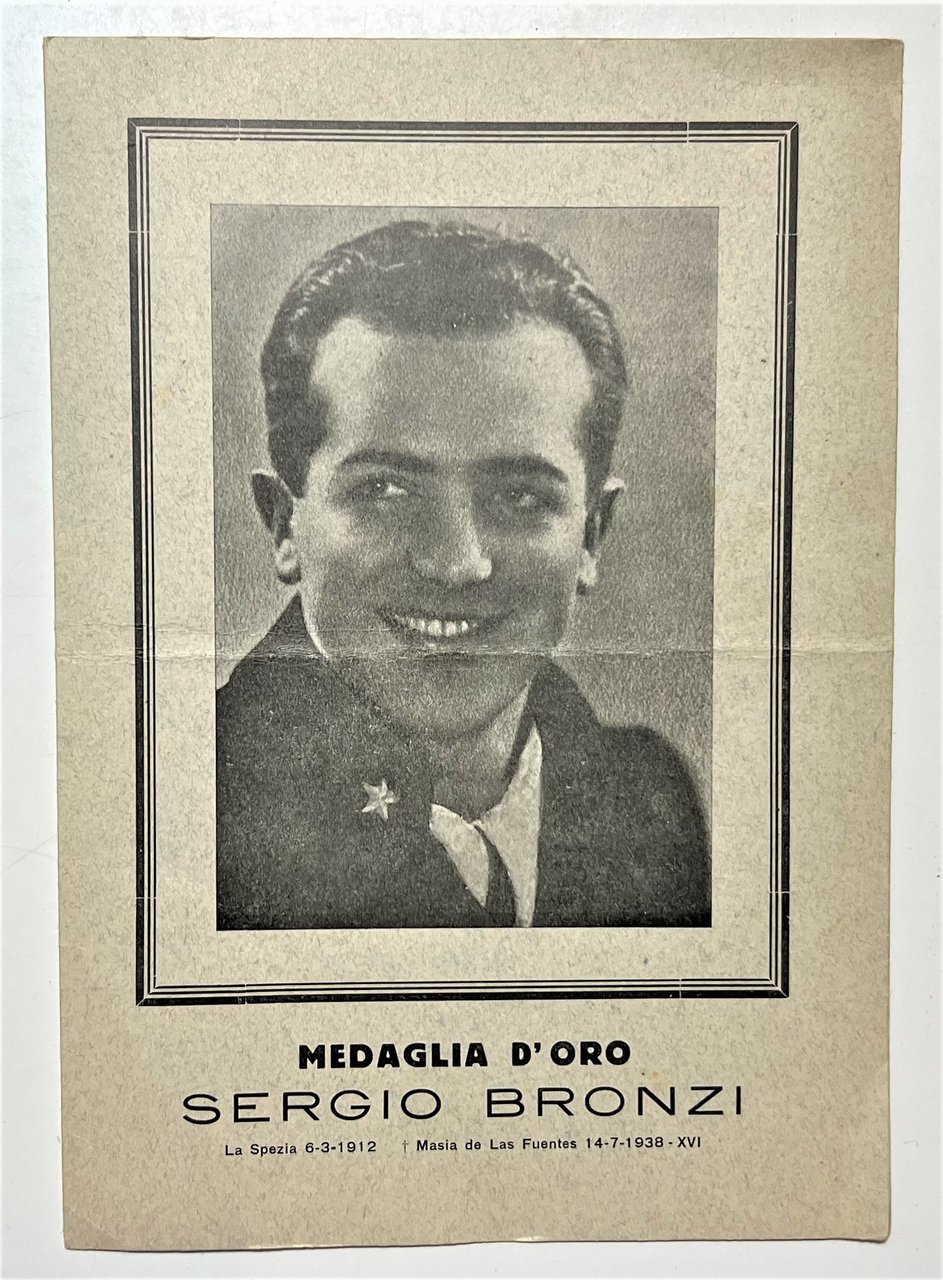 MEDAGLIA D'ORO
SERGIO BRONZI
La Spezia 6-3-1912 † Masia de Las Fuentes 14-7-1938 - XVI